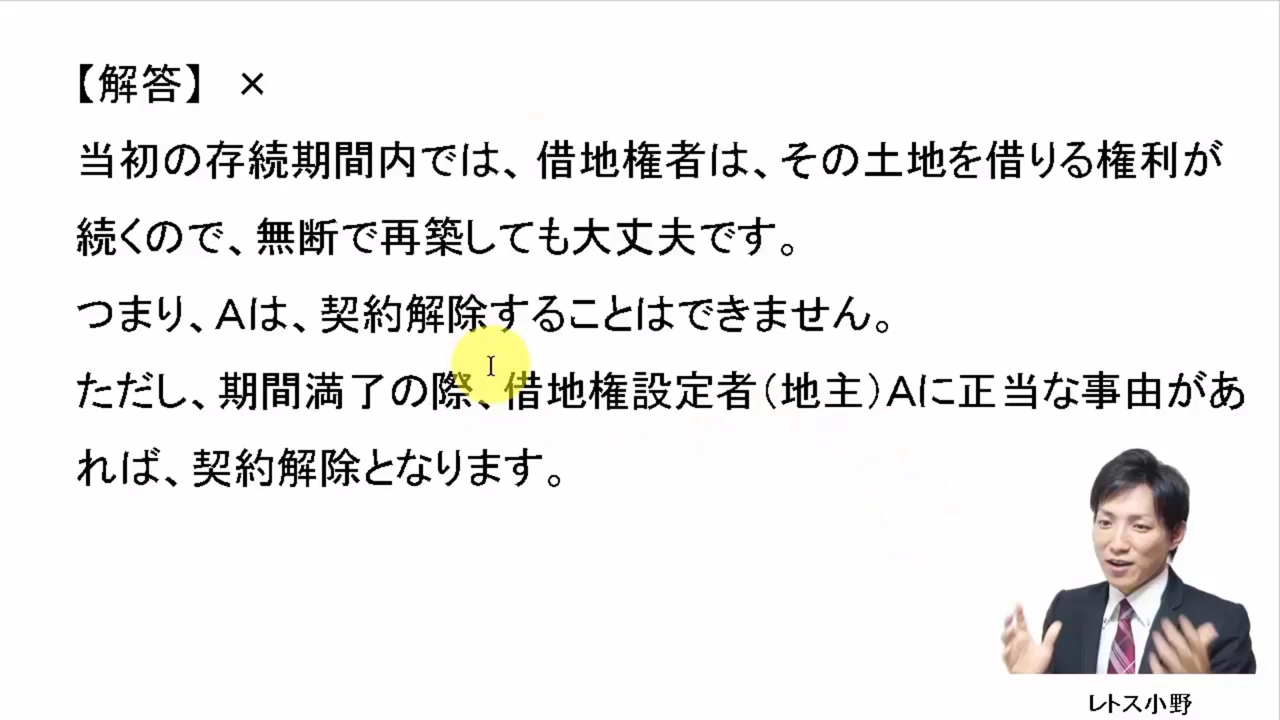 【解答】 ×
当初の存続期間内では、借地権者は、その土地を借りる権利が
続くので、無断で再築しても大丈夫です。
つまり、Aは、契約解除することはできません。
ただし、期間満了の際、借地権設定者(地主)Aに正当な事由があ
れば、契約解除となります。
レトス小野